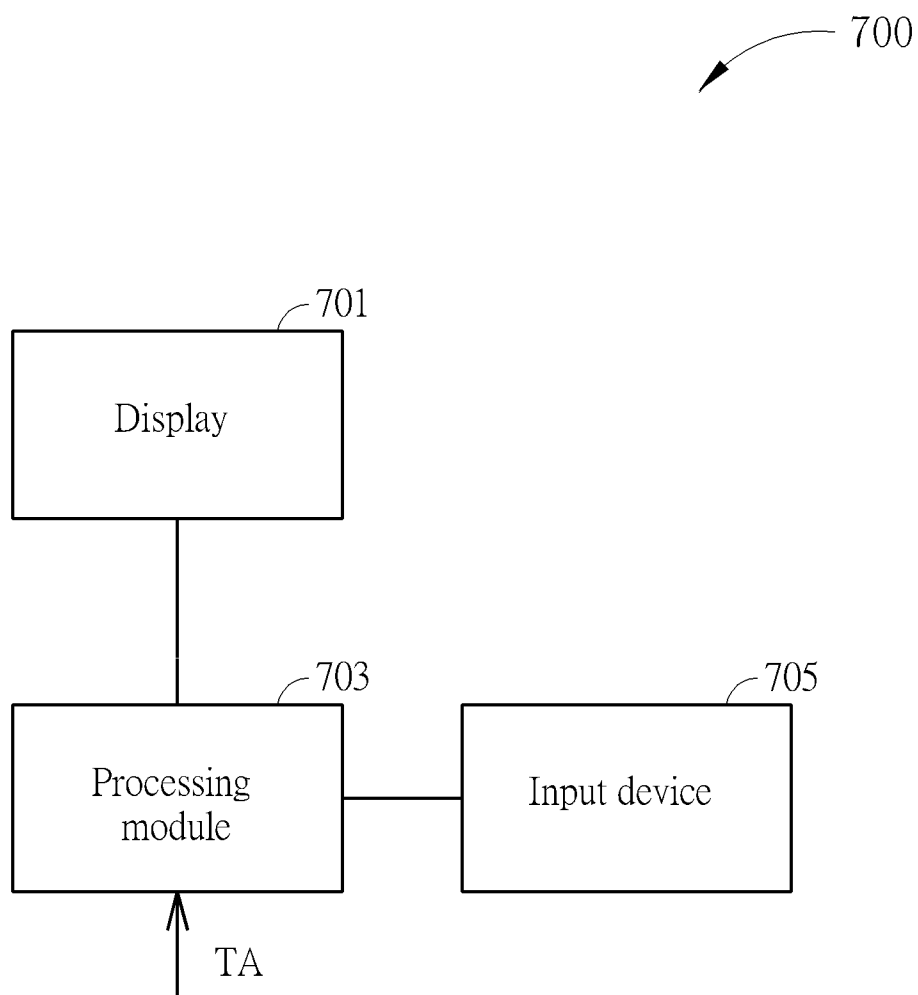 700
701
Display
703
705
Processing
module
Input device
TA